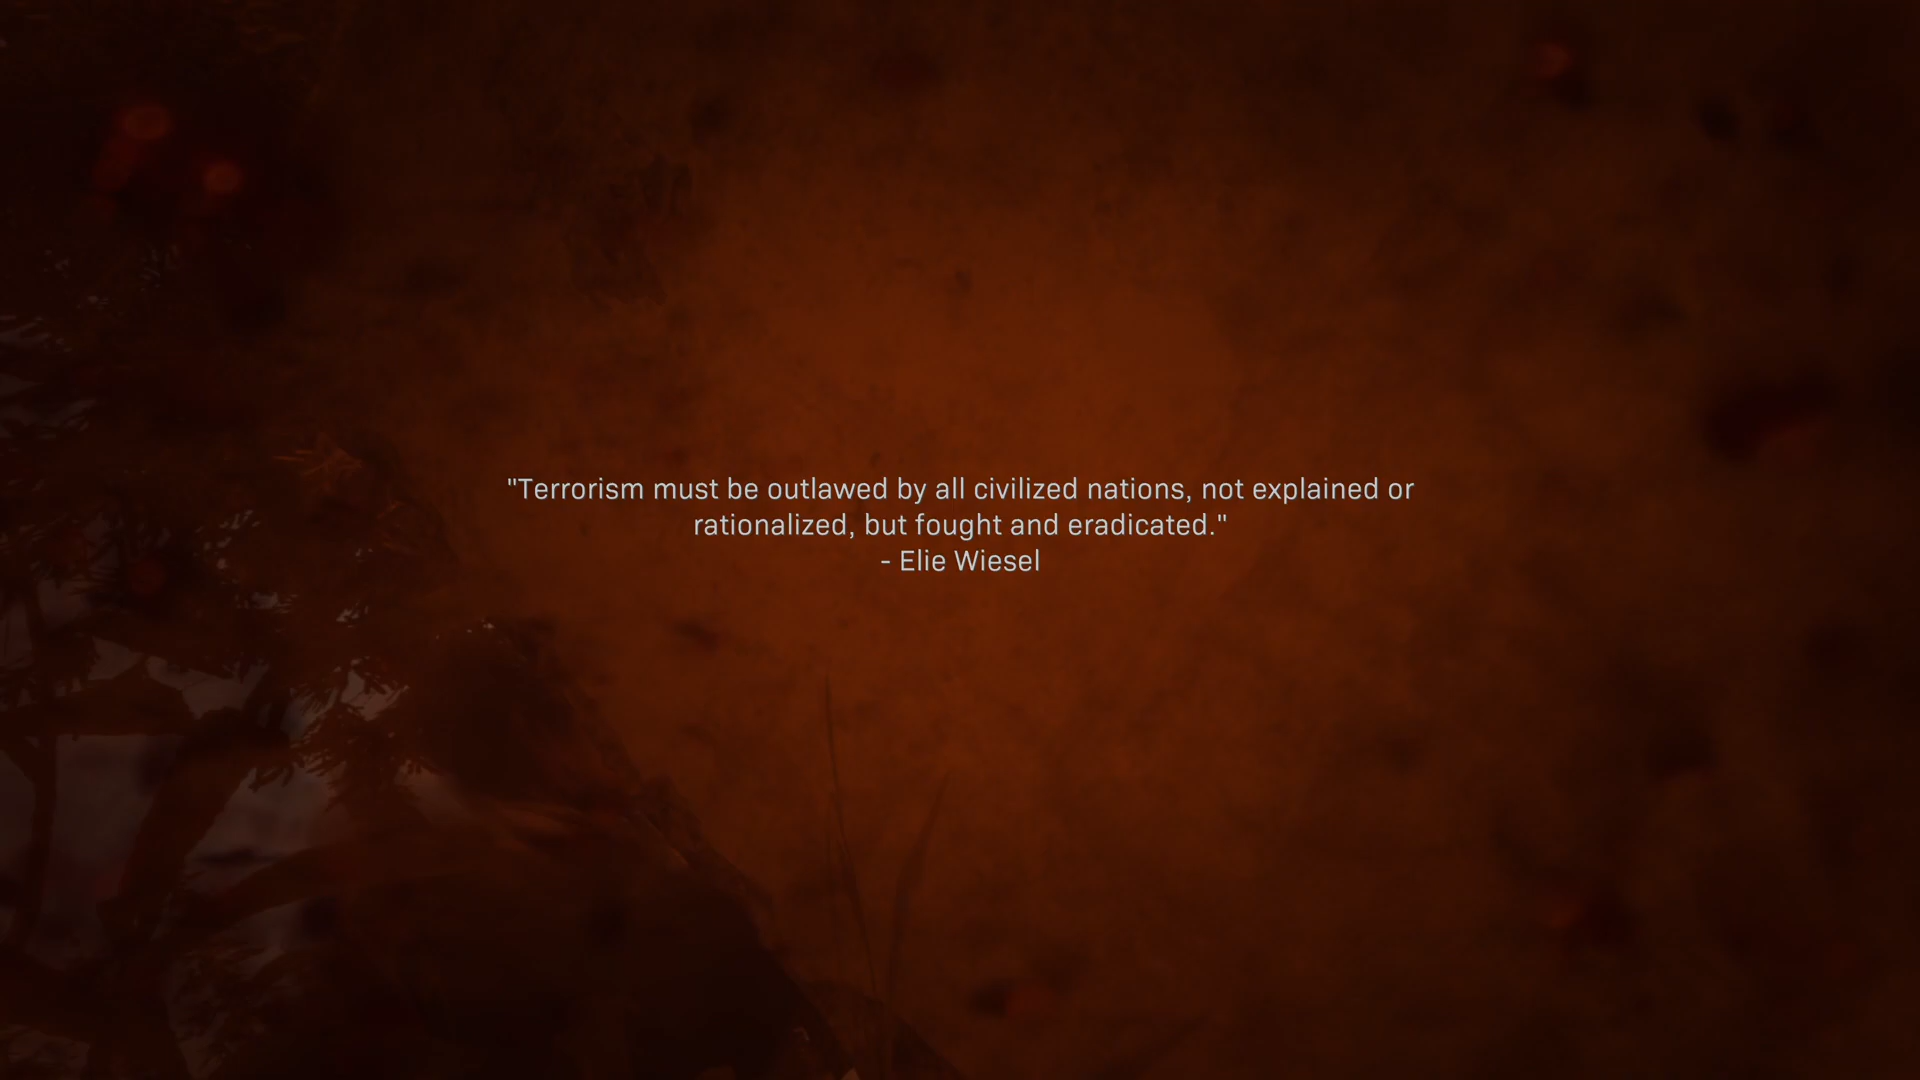 "Terrorism must be outlawed by all civilized nations, not explained or
rationalized, but fought and eradicated."
- Elie Wiesel